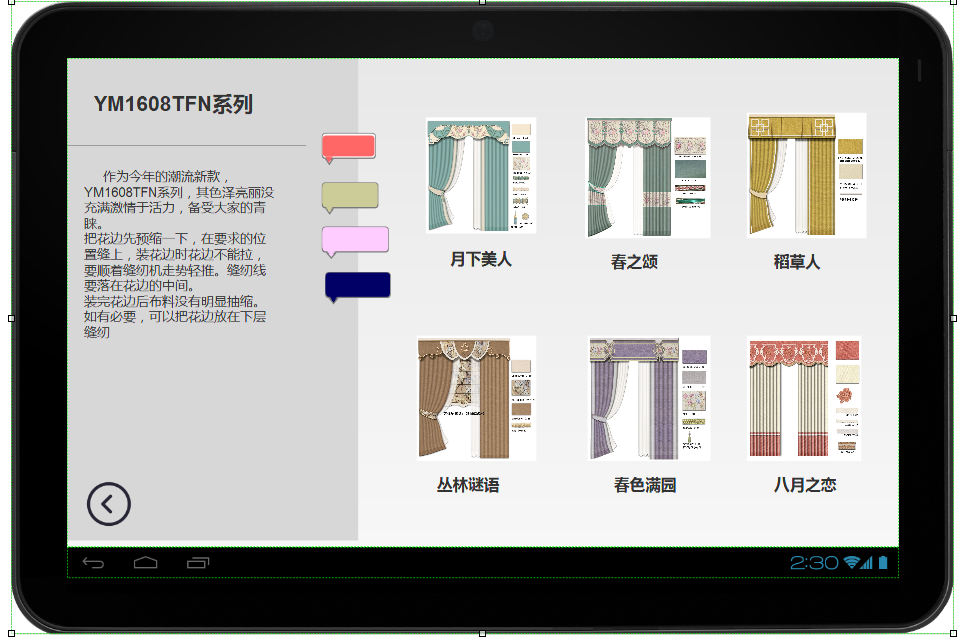 YM1608TFN系列
作为今年的潮流新款，
YM1608TFN系列，其色泽亮丽没
充满激情于活力，备受大家的青
睐。
把花边先预缩一下，在要求的位
置缝上，装花边时花边不能拉，
要顺着缝纫机走势轻推。缝纫线
要落在花边的中间。
装完花边后布料没有明显抽缩。
如有必要，可以把花边放在下层
缝纫
月下美人
春之颂
稻草人
丛林谜语
春色满园
八月之恋
2:30